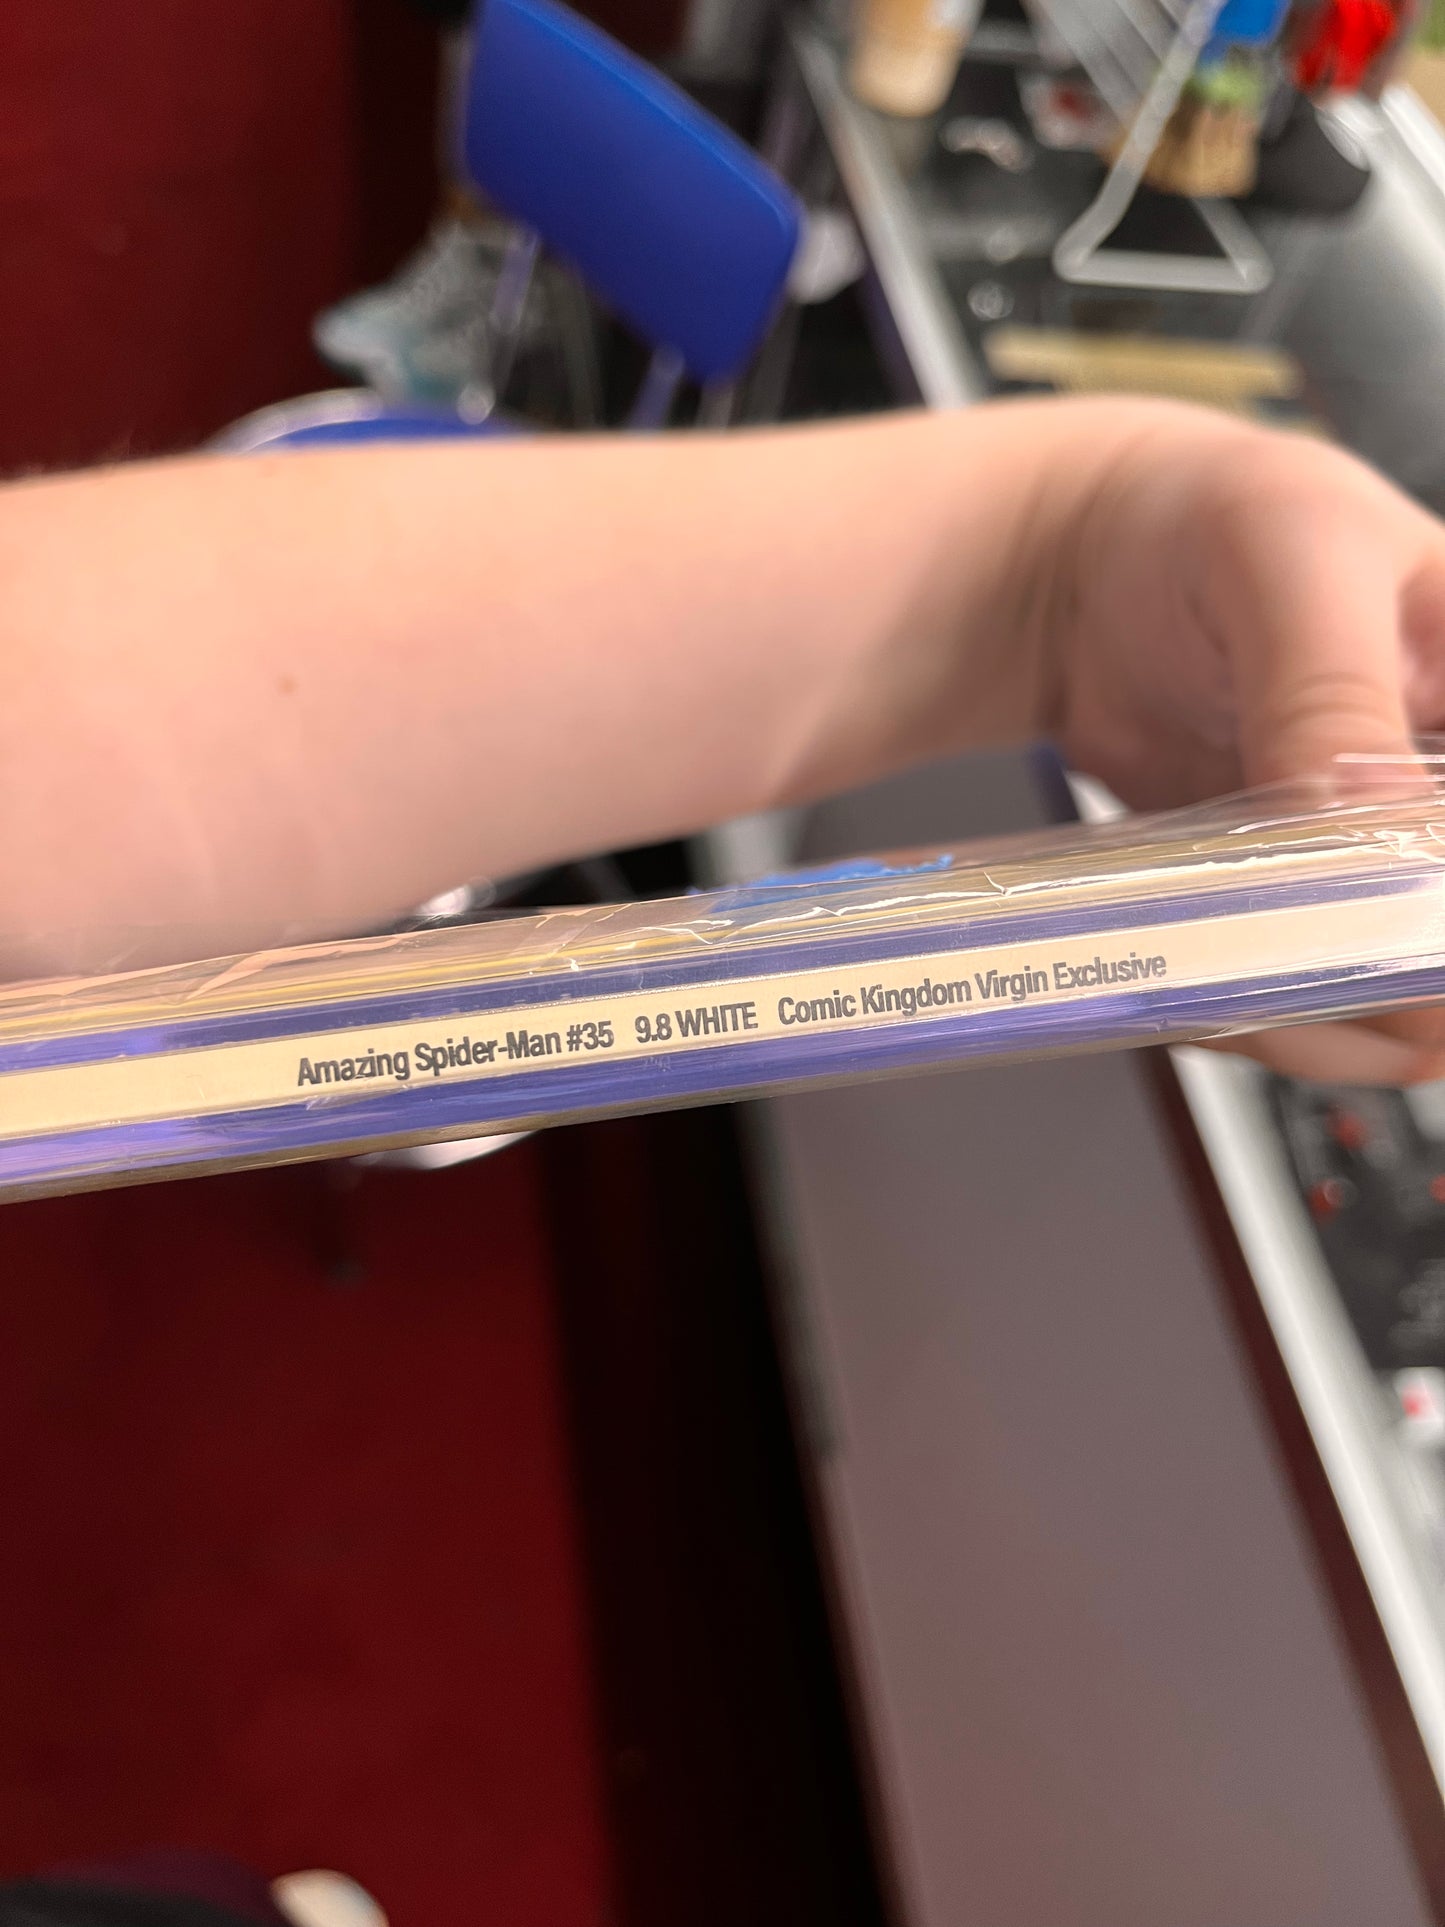 Amazing Spider-Man #35 9.8 WHITE Comic Kingdom Virgin Exclusive